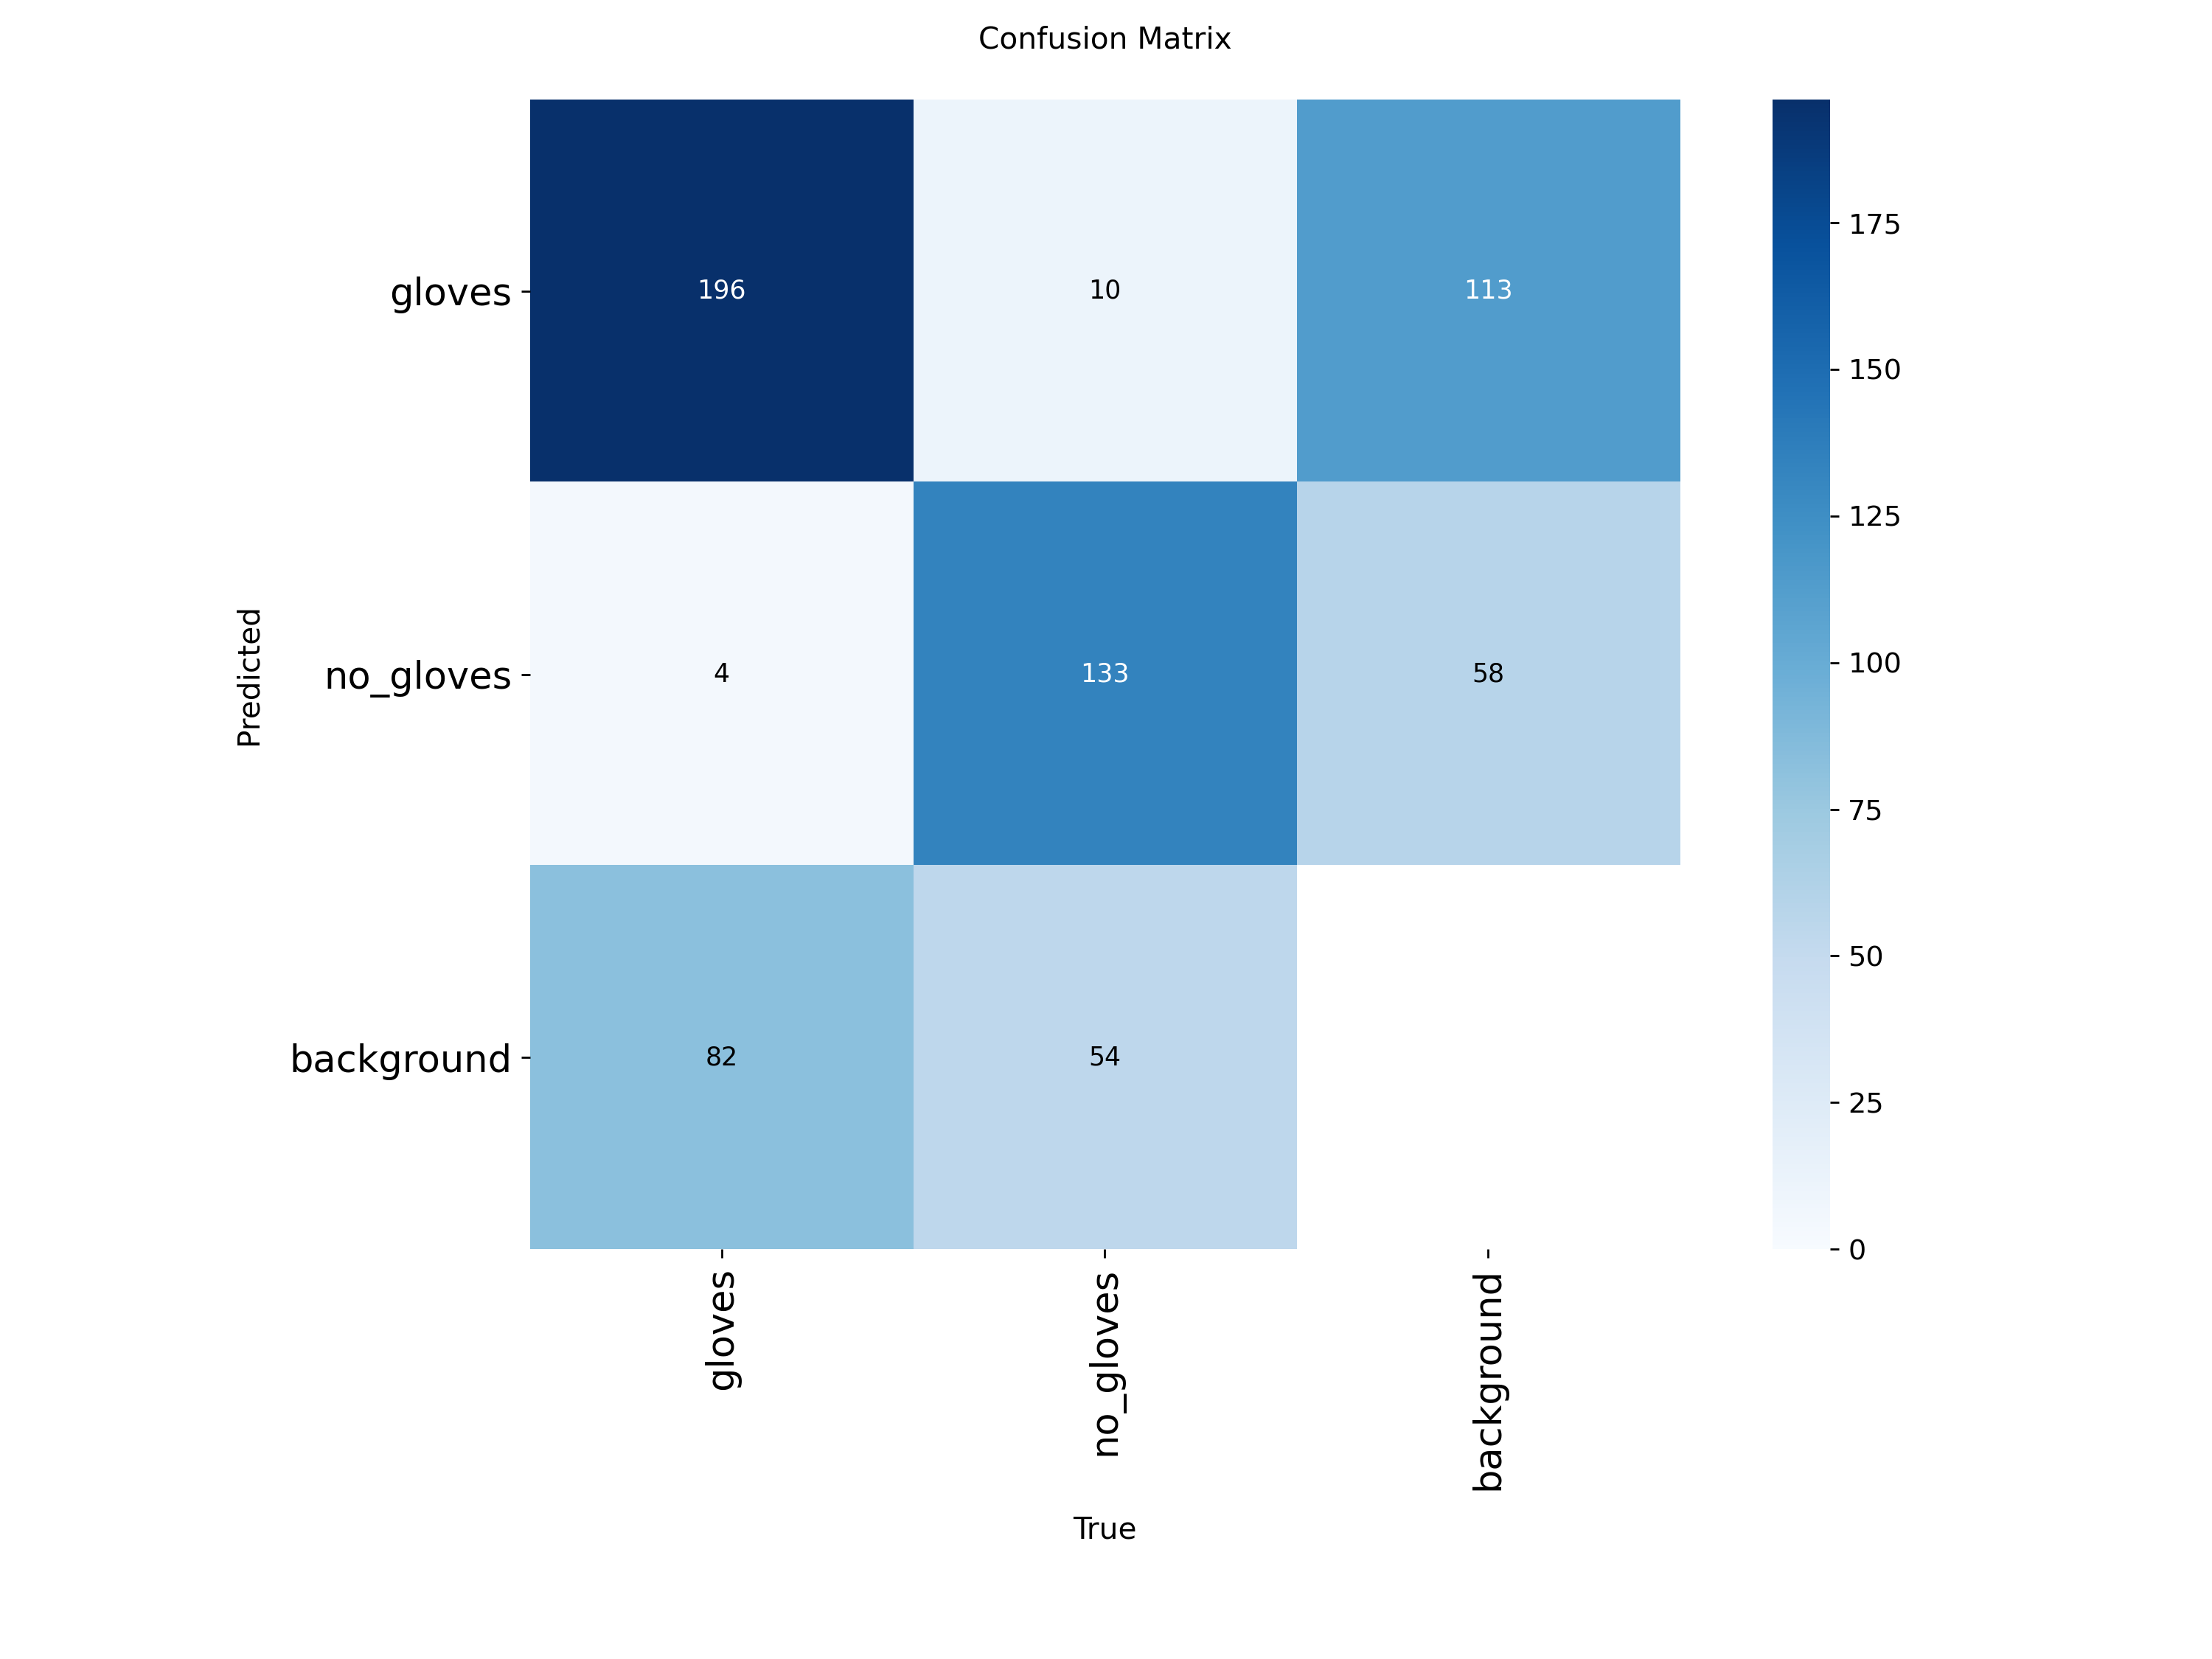 Confusion Matrix
gloves
196
10
113
175
150
125
Predicted
no_gloves
4
133
58
100
75
background
82
54
50
25
0
gloves
no_gloves
background
True